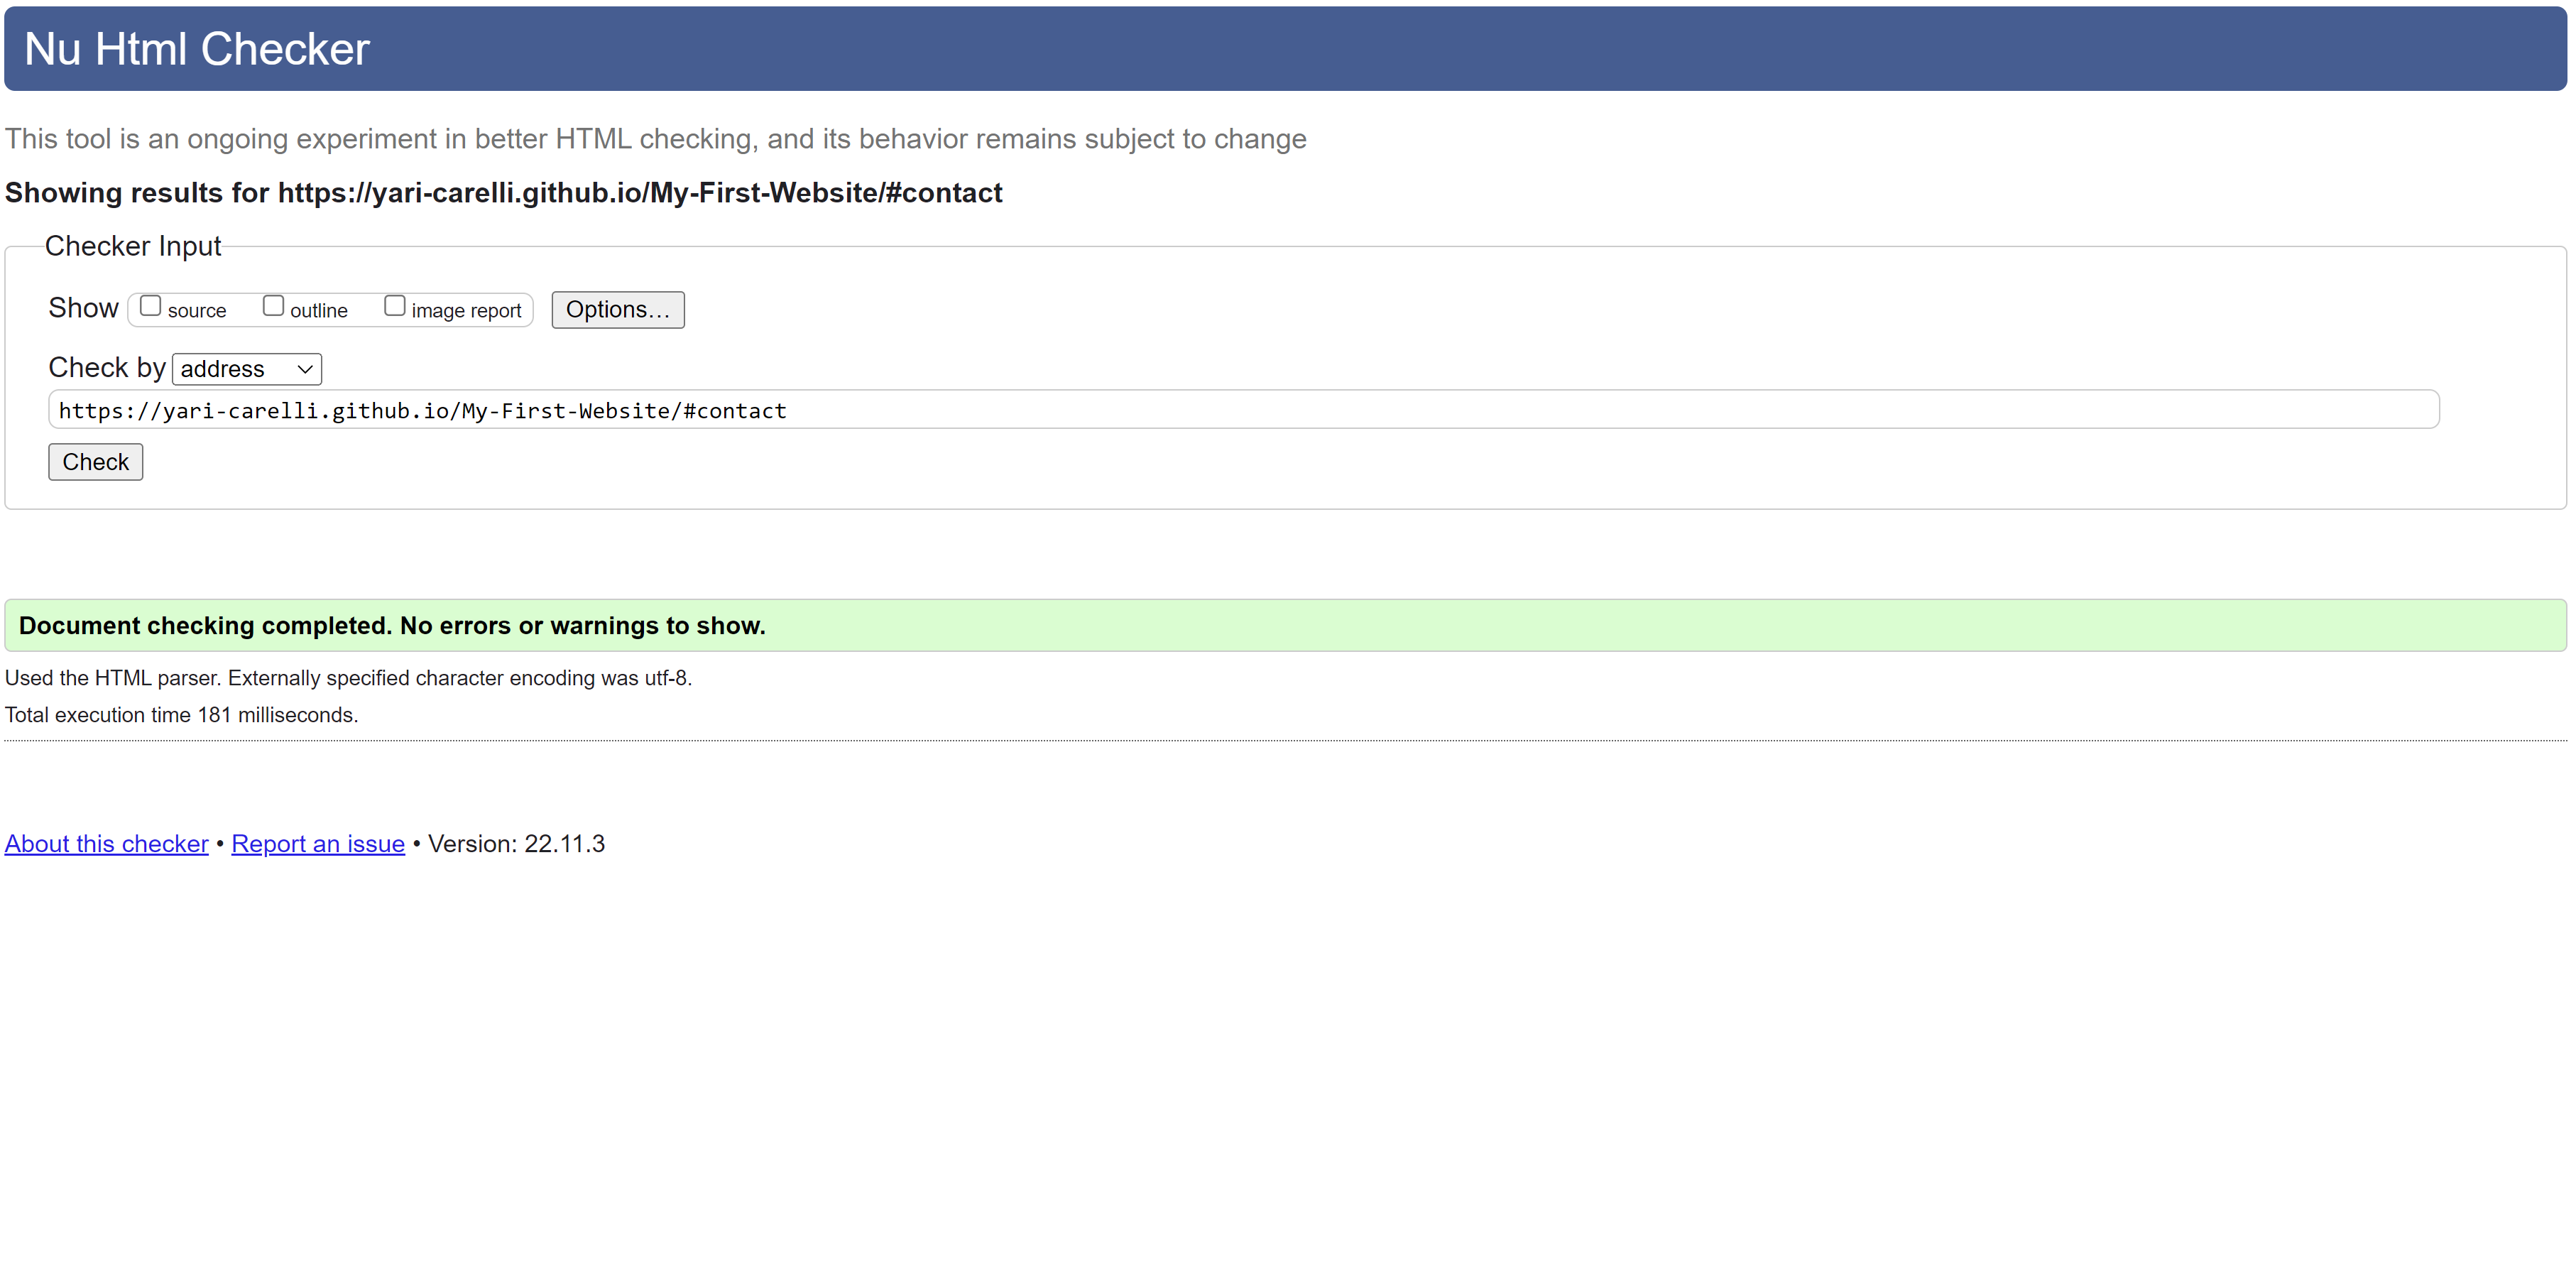 Nu Html Checker
This tool is an ongoing experiment in better HTML checking, and its behavior remains subject to change
Showing results for https://yari-carelli.github.io/My-First-Website/#contact
Checker Input
Show source outline image report Options...
Check by address
https://yari-carelli.github.io/My-First-Website/#contact
Check
Document checking completed. No errors or warnings to show.
Used the HTML parser. Externally specified character encoding was utf-8.
Total execution time 181 milliseconds.
About this checker • Report an issue • Version: 22.11.3